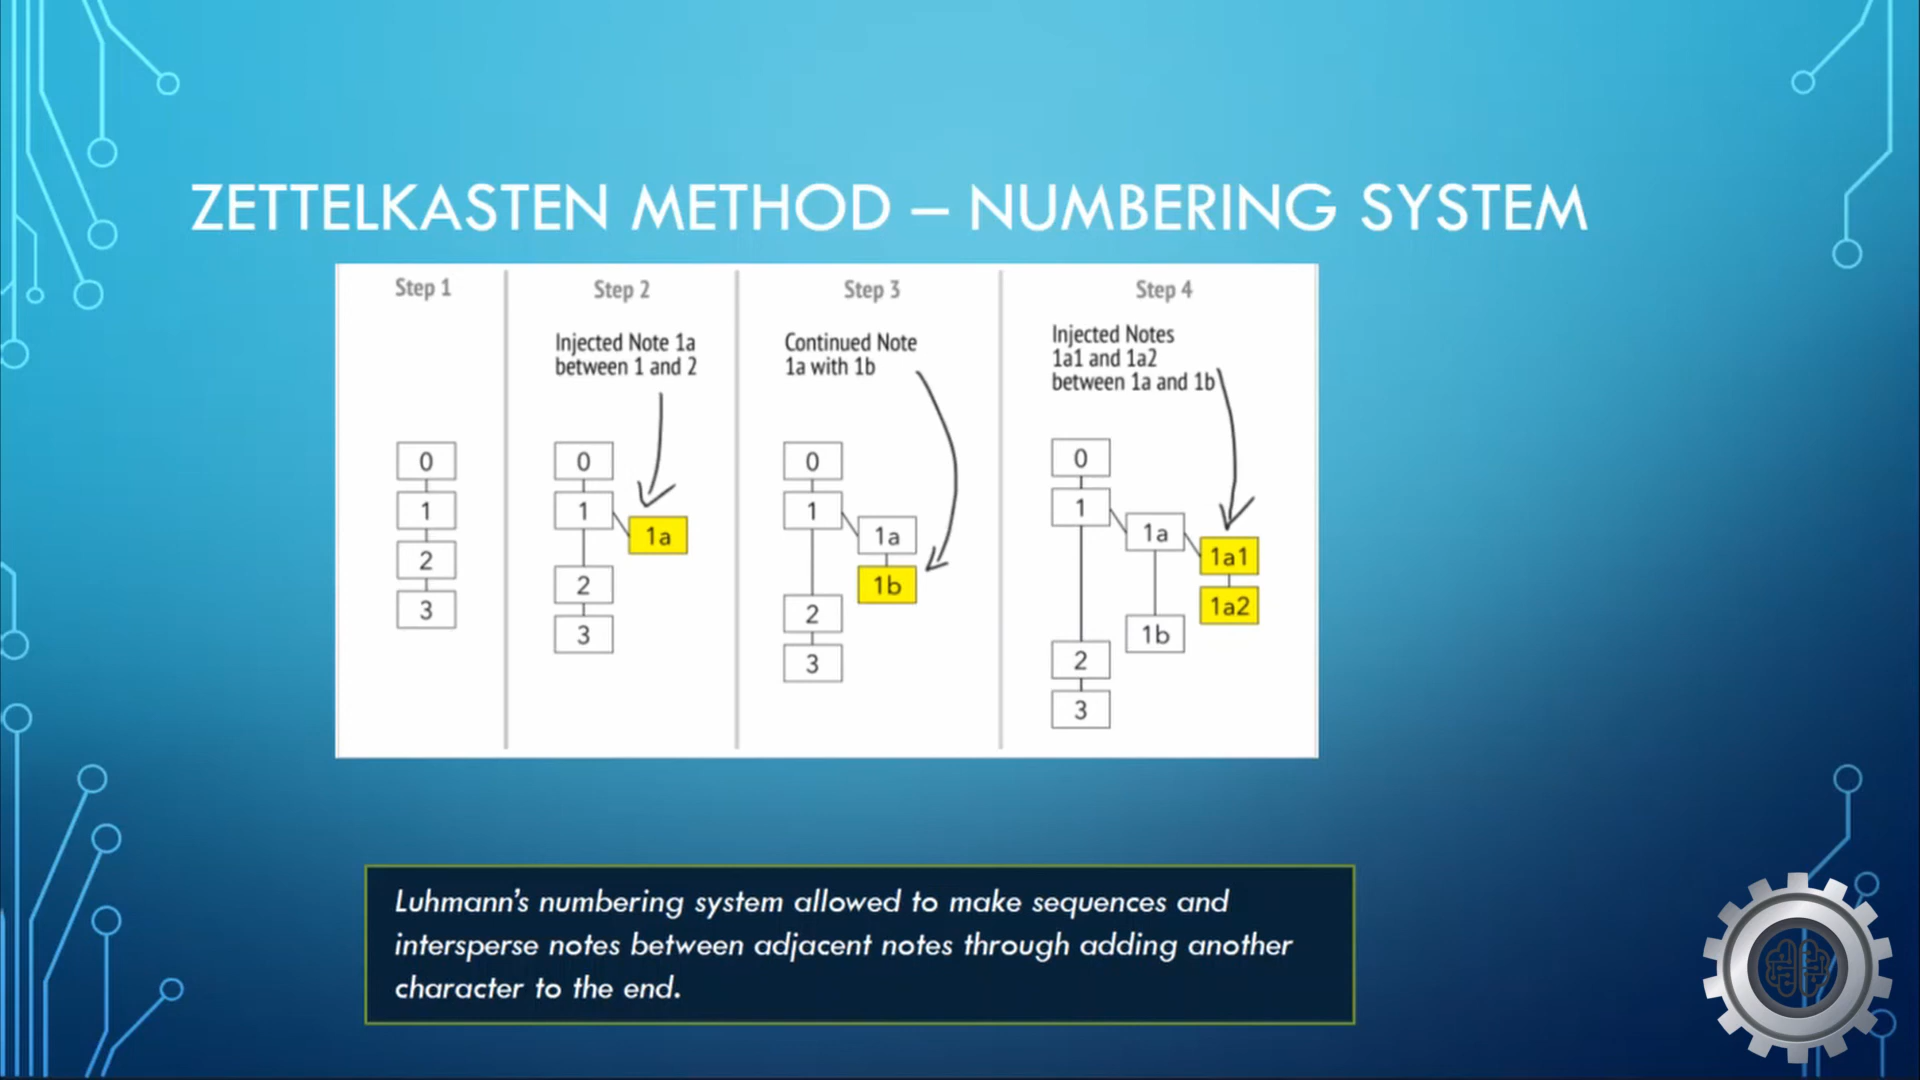 ZETTELKASTEN METHOD – NUMBERING SYSTEM
Step 1
0
1
2
3
Step 2
Injected Note 1a
between 1 and 2
0
1
1a
2
3
Step 3
Continued Note
1a with 1b
0
1
1a
1b
2
3
Step 4
Injected Notes
1a1 and 1a2
between 1a and 1b
0
1
1a
1a1
1a2
1b
2
3
Luhmann's numbering system allowed to make sequences and
intersperse notes between adjacent notes through adding another
character to the end.